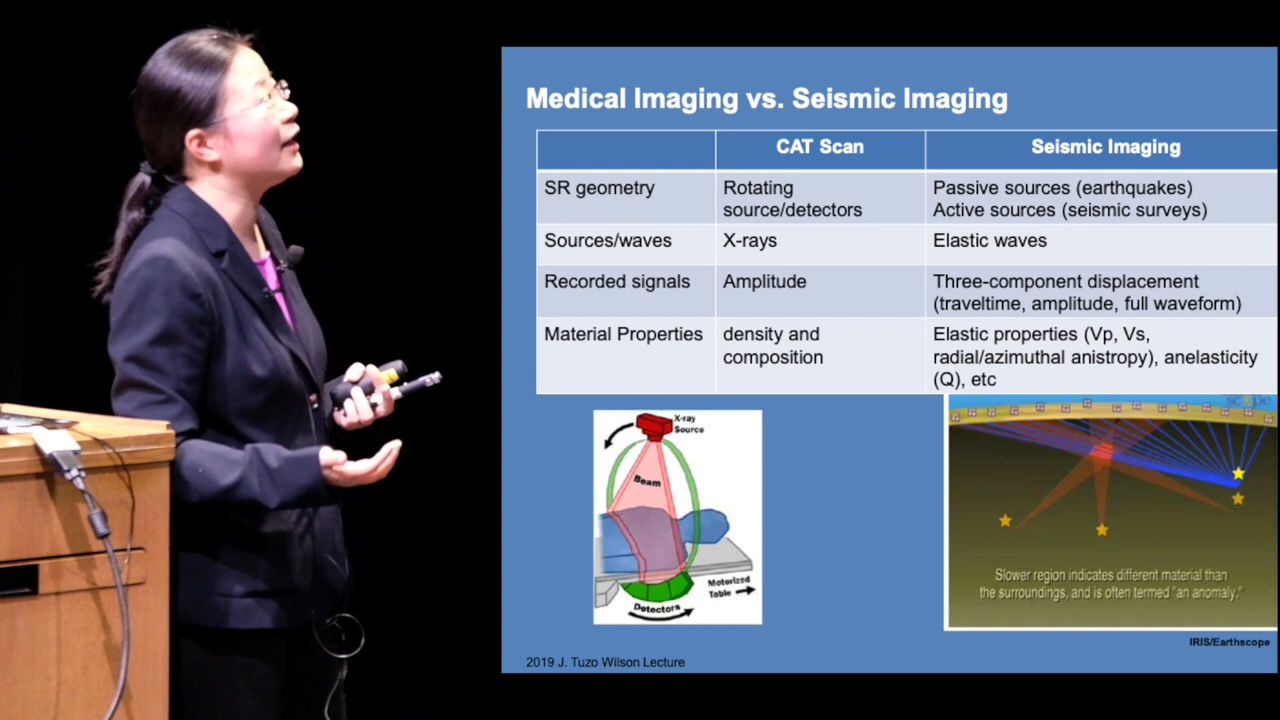 Medical Imaging vs. Seismic Imaging
CAT Scan
Seismic Imaging
SR geometry
Rotating
source/detectors
Passive sources (earthquakes)
Active sources (seismic surveys)
Sources/waves
X-rays
Elastic waves
Recorded signals
Amplitude
Three-component displacement
(traveltime, amplitude, full waveform)
Material Properties
density and
composition
Elastic properties (Vp, Vs,
radial/azimuthal anistropy), anelasticity
(Q), etc
X-ray
Source
Beam
Motorized
Table
Detectors
Slower region indicates different material than
the surroundings, and is often termed "an anomaly."
IRIS/Earthscope
2019 J. Tuzo Wilson Lecture